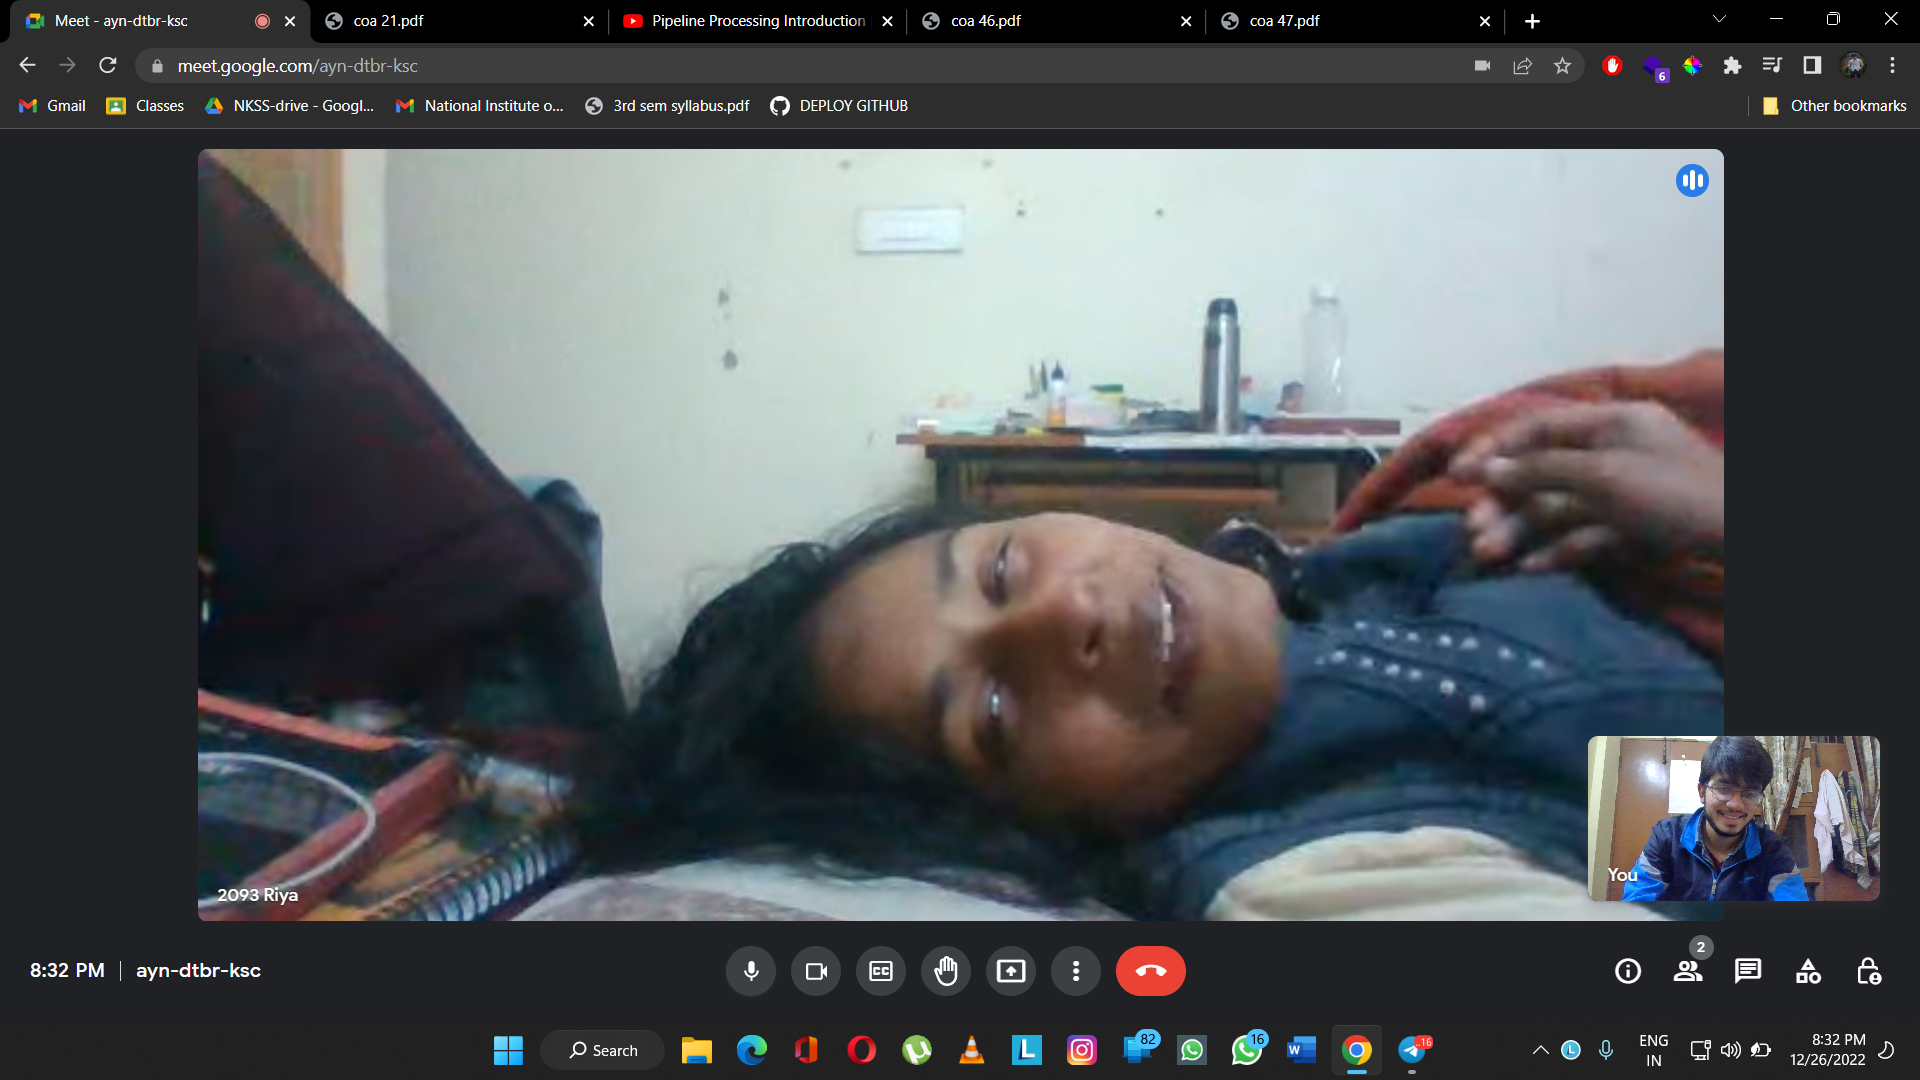 Meet - ayn-dtbr-ksc
coa 21.pdf
Pipeline Processing Introduction
coa 46.pdf
coa 47.pdf
meet.google.com/ayn-dtbr-ksc
6
Gmail
Classes
NKSS-drive - Googl...
National Institute o...
3rd sem syllabus.pdf
DEPLOY GITHUB
Other bookmarks
2093 Riya
You
8:32 PM
ayn-dtbr-ksc
CC
2
Search
L
82
16
W
..16
L
ENG
IN
8:32 PM
12/26/2022